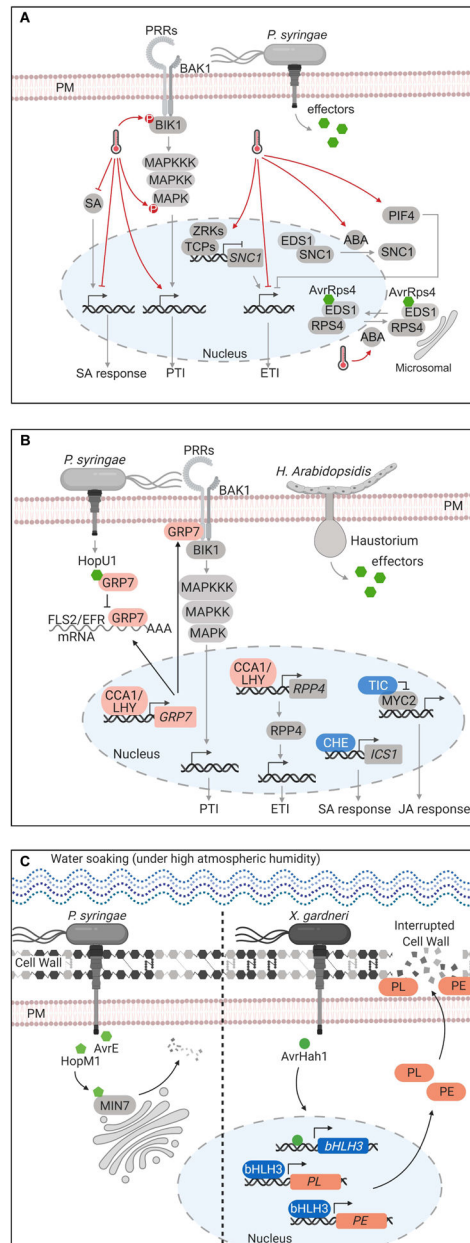 A
PRRs
P. syringae
BAK1
PM
effectors
P
BIK1
MAPKKK
MAPKK
MAPK
P
SA
PIF4
ZRKs
TCPs
SNC1
EDS1
SNC1
ABA
SNC1
AvrRps4
EDS1
RPS4
AvrRps4
EDS1
RPS4
ABA
Nucleus
Microsomal
SA response
PTI
ETI
B
PRRs
P. syringae
BAK1
H. Arabidopsidis
PM
GRP7
BIK1
Haustorium
effectors
HopU1
GRP7
MAPKKK
MAPKK
MAPK
FLS2/EFR
mRNA
GRP7
AAA
CCA1/
LHY
GRP7
CCA1/
LHY
RPP4
TIC
MYC2
RPP4
CHE
ICS1
Nucleus
PTI
ETI
SA response
JA response
C
Water soaking (under high atmospheric humidity)
P. syringae
X. gardneri
Interrupted
Cell Wall
Cell Wall
PL
PE
PM
AvrE
HopM1
MIN7
AvrHah1
PL
PE
bHLH3
bHLH3
PL
bHLH3
PE
Nucleus